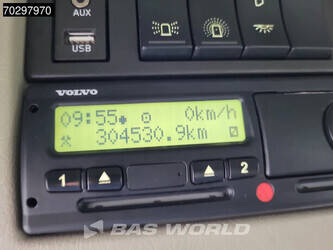 70297970
AUX
USB
VOLVO
09:55 0km/h
304530.9km
1 2
BAS WORLD